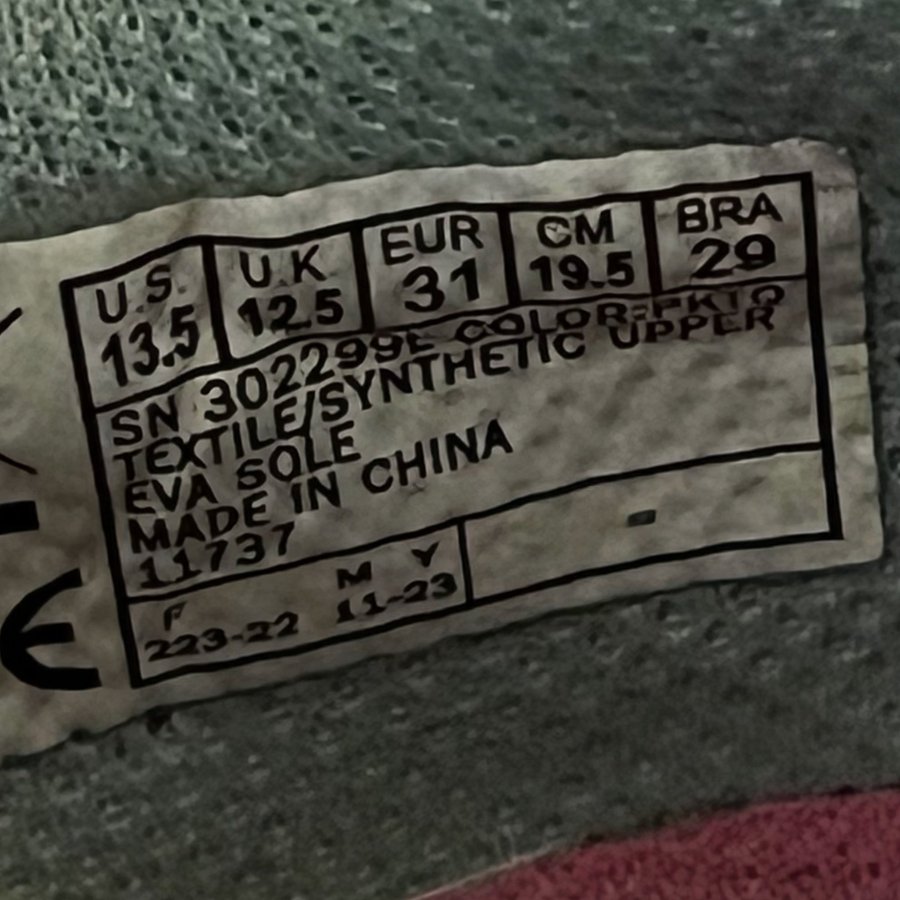 U.S. U.K EUR CM BRA
13.5 12.5 31 19.5 29
SN 302299L COLOR:PKTQ
TEXTILE/SYNTHETIC UPPER
EVA SOLE
MADE IN CHINA
11737
F M Y
223-22 11-23
-
CE